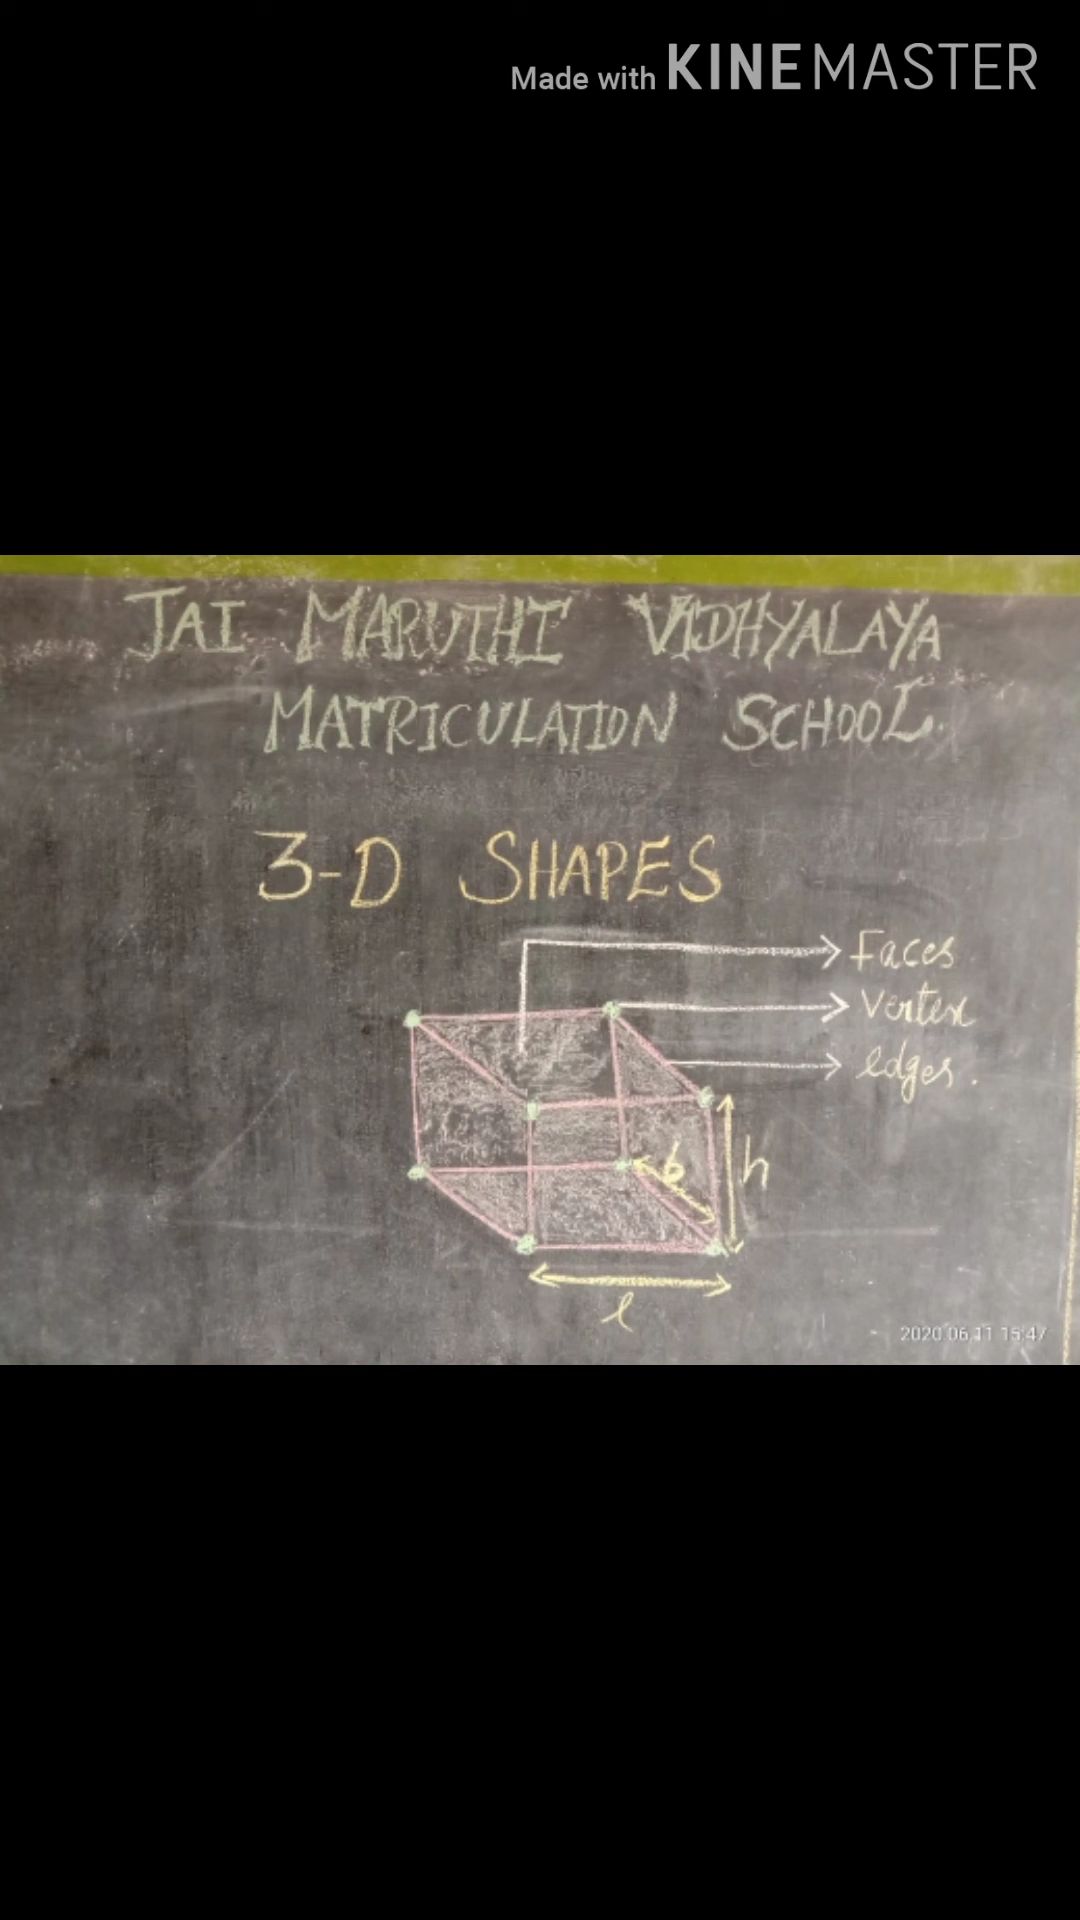 Made with KINEMASTER
JAI MARUTHI VIDHYALAYA
MATRICULATION SCHOOL.
3-D SHAPES
Faces
Vertex
edges.
b
h
l
2020.06.11 15:47